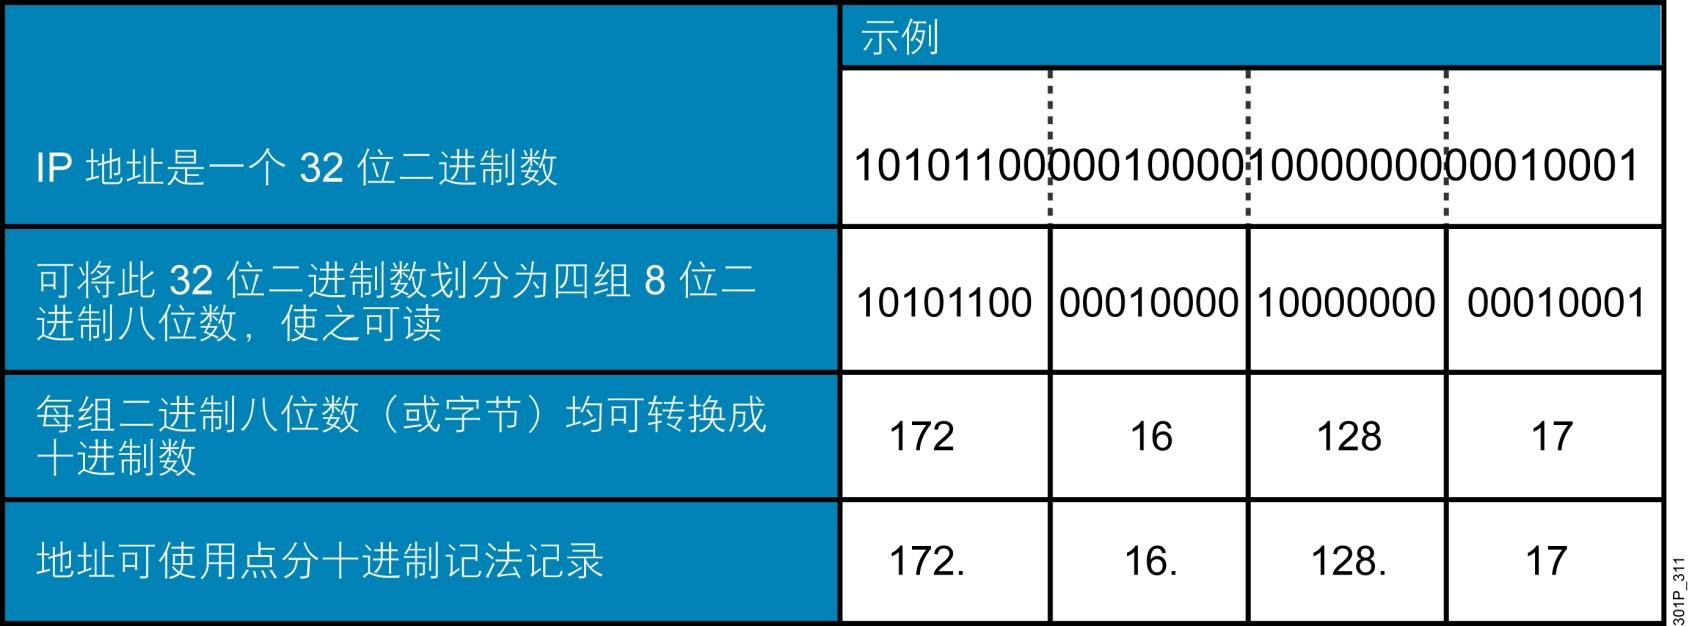 示例
IP 地址是一个 32 位二进制数
10101100000100001000000000010001
可将此 32 位二进制数划分为四组 8 位二
进制八位数，使之可读
10101100 00010000 10000000 00010001
每组二进制八位数（或字节）均可转换成
十进制数
172 16 128 17
地址可使用点分十进制记法记录
172. 16. 128. 17
301P_311